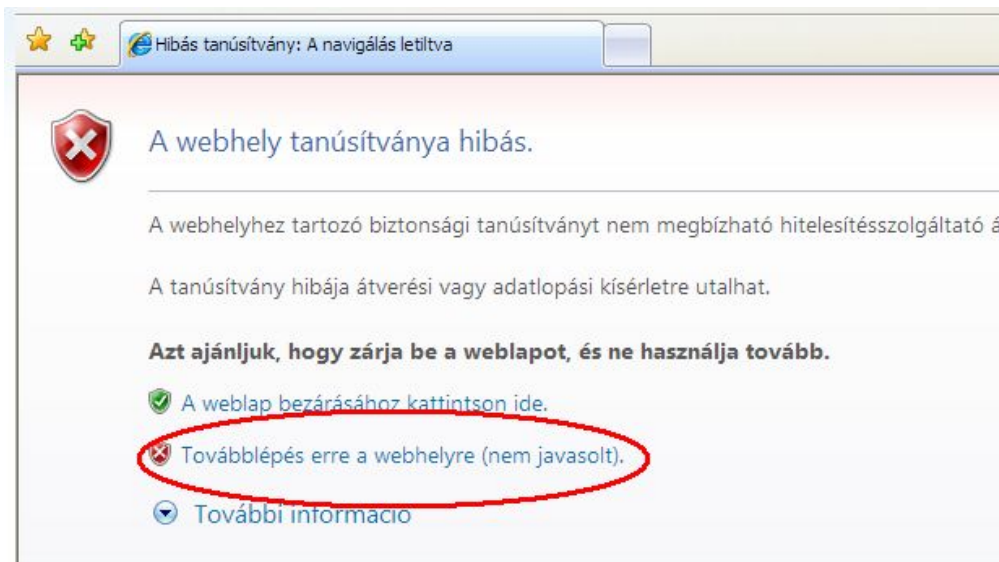 Hibás tanúsítvány: A navigálás letiltva
A webhely tanúsítványa hibás.
A webhelyhez tartozó biztonsági tanúsítványt nem megbízható hitelesítésszolgáltató
A tanúsítvány hibája átverési vagy adatlopási kísérletre utalhat.
Azt ajánljuk, hogy zárja be a weblapot, és ne használja tovább.
A weblap bezárásához kattintson ide.
Továbblépés erre a webhelyre (nem javasolt).
További információ